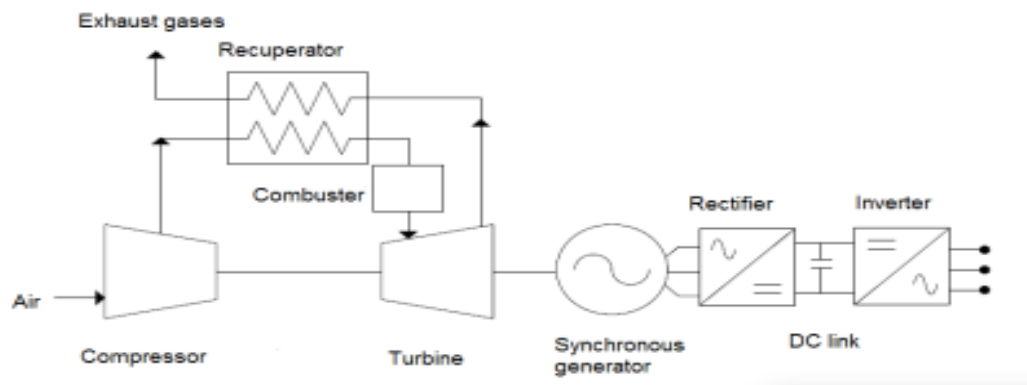 Exhaust gases
Recuperator
Combuster
Rectifier
Inverter
Air
Compressor
Turbine
Synchronous
generator
DC link